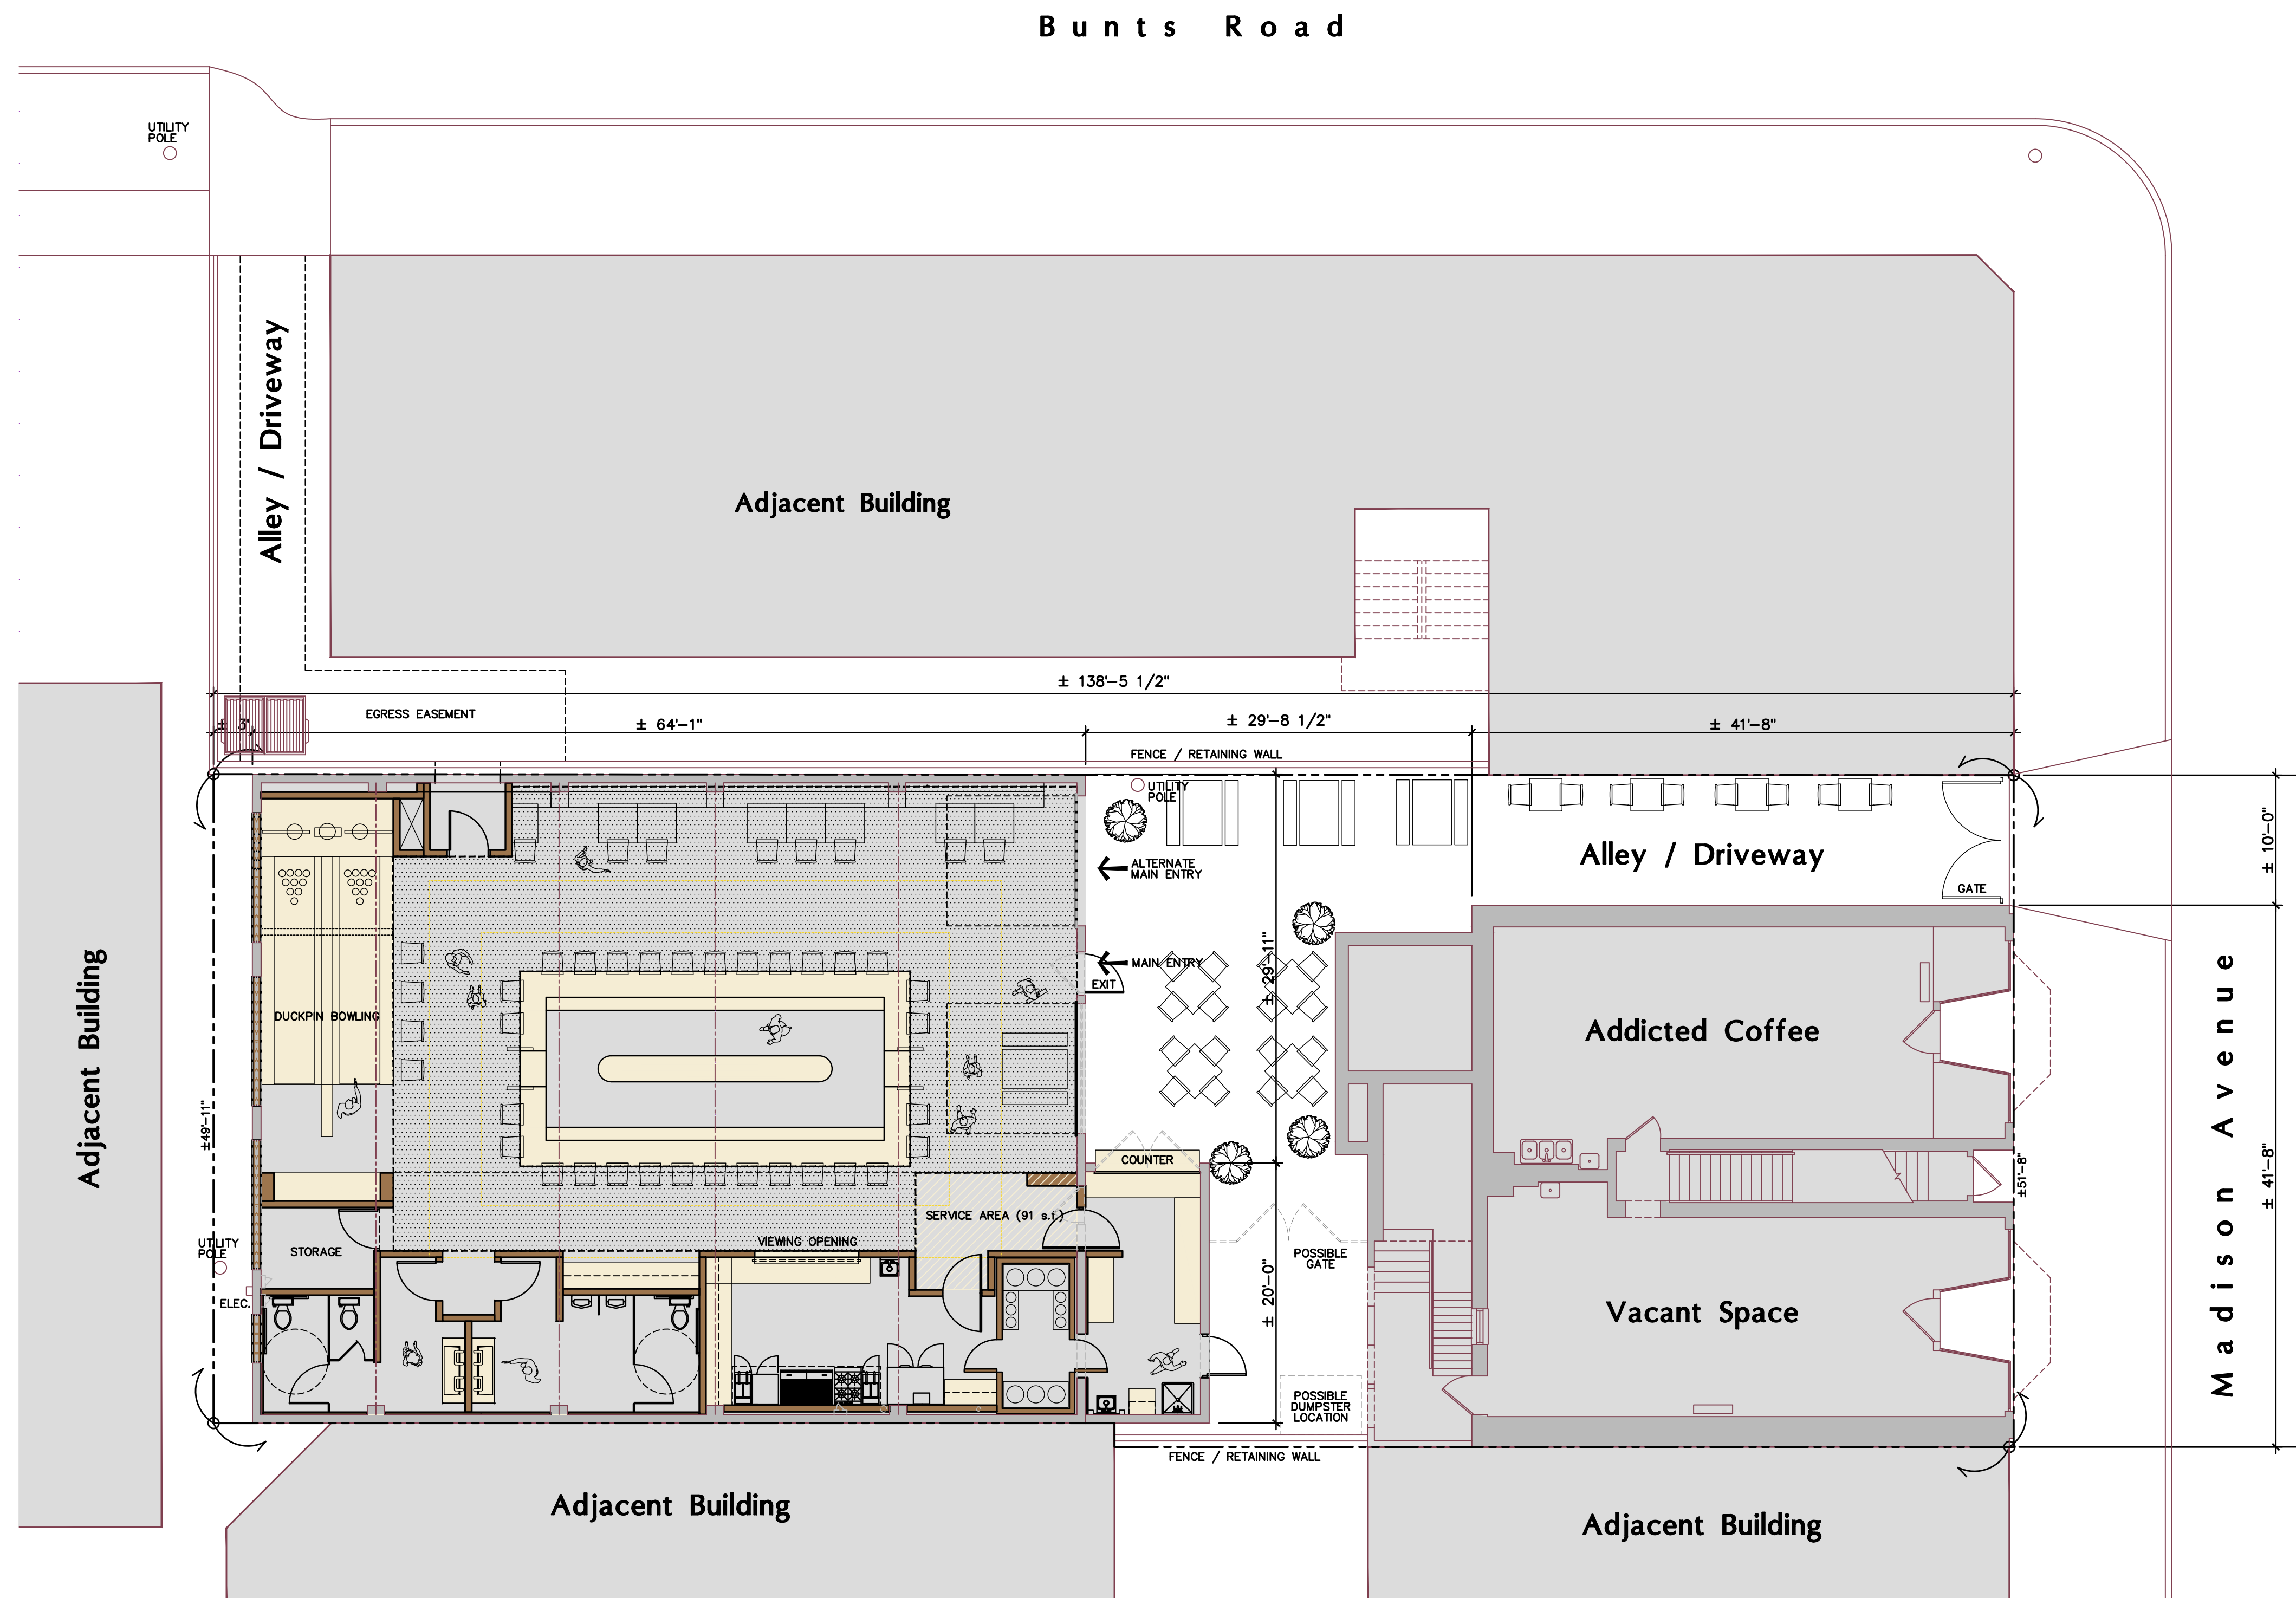 Bunts Road
UTILITY
POLE
Alley / Driveway
Adjacent Building
± 138'-5 1/2"
EGRESS EASEMENT
± 3'
± 64'-1"
± 29'-8 1/2"
± 41'-8"
FENCE / RETAINING WALL
UTILITY
POLE
ALTERNATE
MAIN ENTRY
Alley / Driveway
GATE
± 10'-0"
MAIN ENTRY
EXIT
± 29'-11"
Adjacent Building
DUCKPIN BOWLING
Addicted Coffee
Madison Avenue
±49'-11"
COUNTER
±51'-8"
± 41'-8"
SERVICE AREA (91 s.f.)
VIEWING OPENING
UTILITY
POLE
STORAGE
POSSIBLE
GATE
± 20'-0"
ELEC.
Vacant Space
POSSIBLE
DUMPSTER
LOCATION
FENCE / RETAINING WALL
Adjacent Building
Adjacent Building